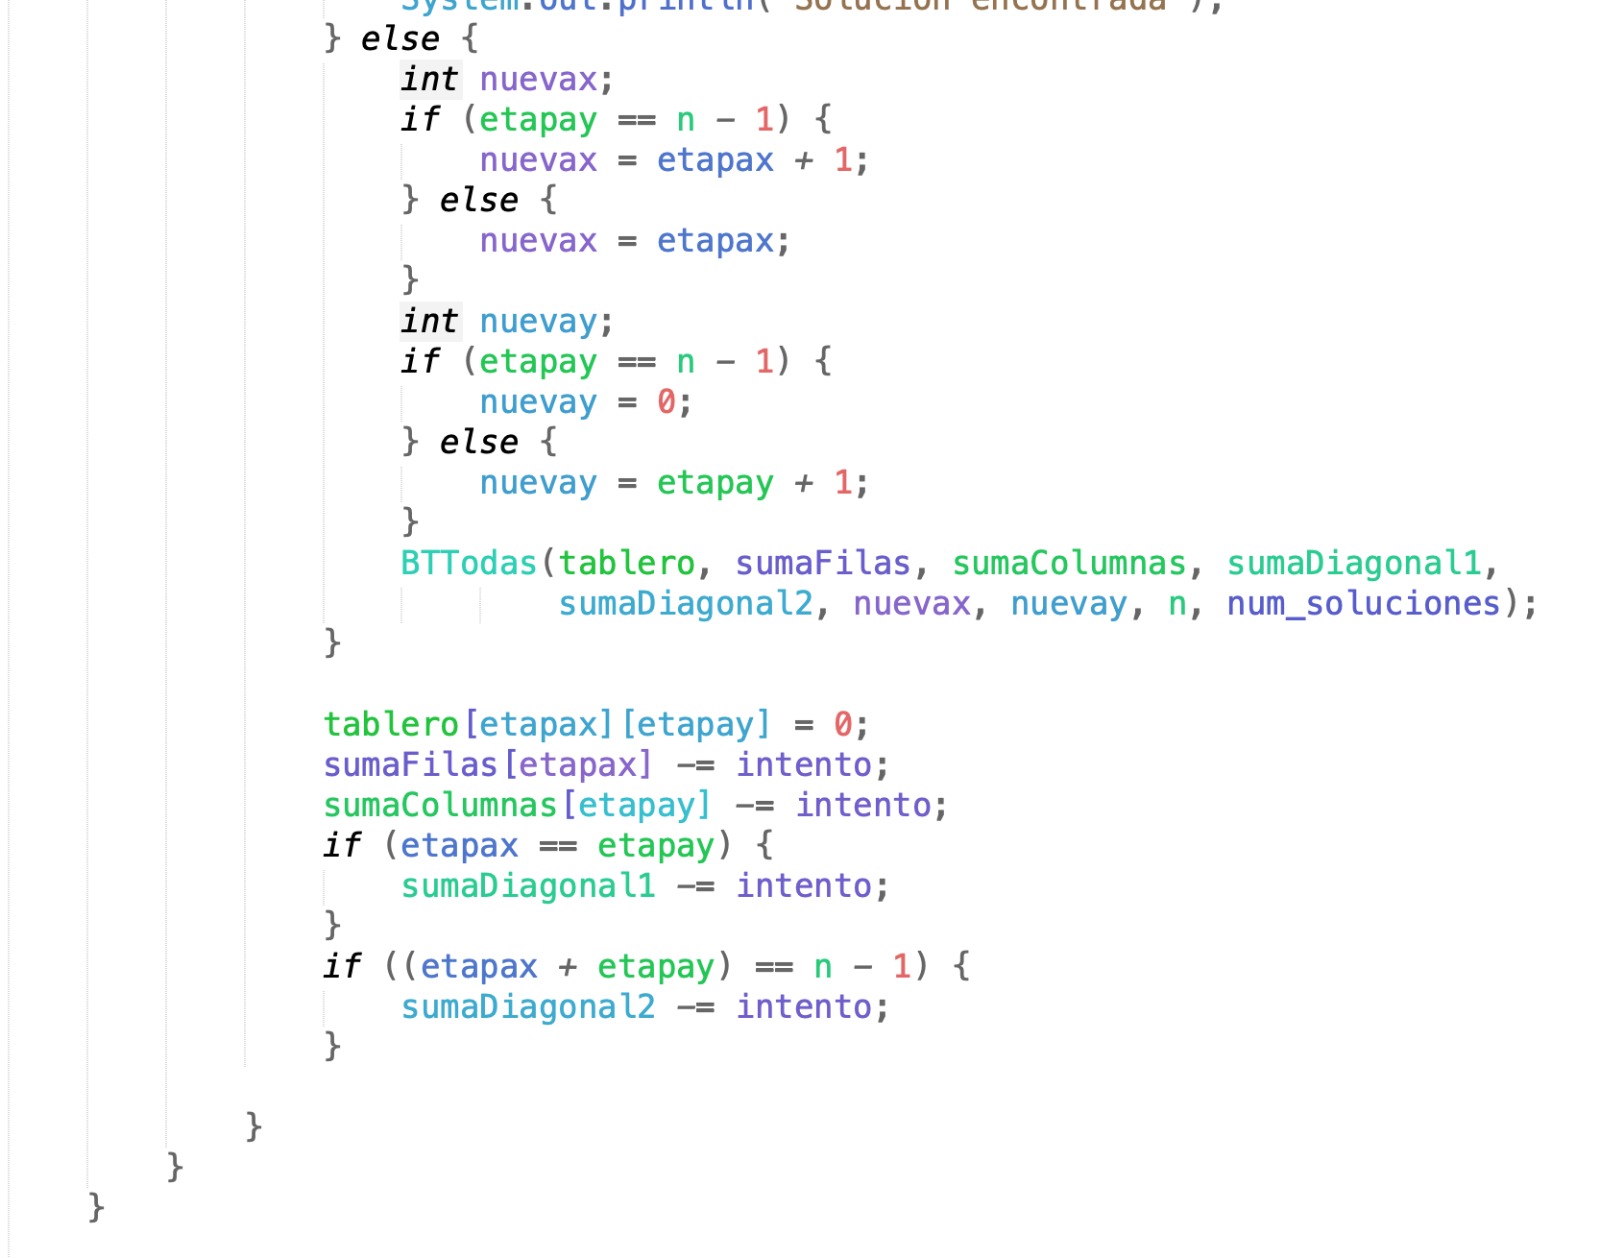 System.out.println("Solución encontrada");
} else {
int nuevax;
if (etapay == n - 1) {
nuevax = etapax + 1;
} else {
nuevax = etapax;
}
int nuevay;
if (etapay == n - 1) {
nuevay = 0;
} else {
nuevay = etapay + 1;
}
BTTodas(tablero, sumaFilas, sumaColumnas, sumaDiagonal1,
sumaDiagonal2, nuevax, nuevay, n, num_soluciones);
}
tablero[etapax][etapay] = 0;
sumaFilas[etapax] -= intento;
sumaColumnas[etapay] -= intento;
if (etapax == etapay) {
sumaDiagonal1 -= intento;
}
if ((etapax + etapay) == n - 1) {
sumaDiagonal2 -= intento;
}
}
}
}